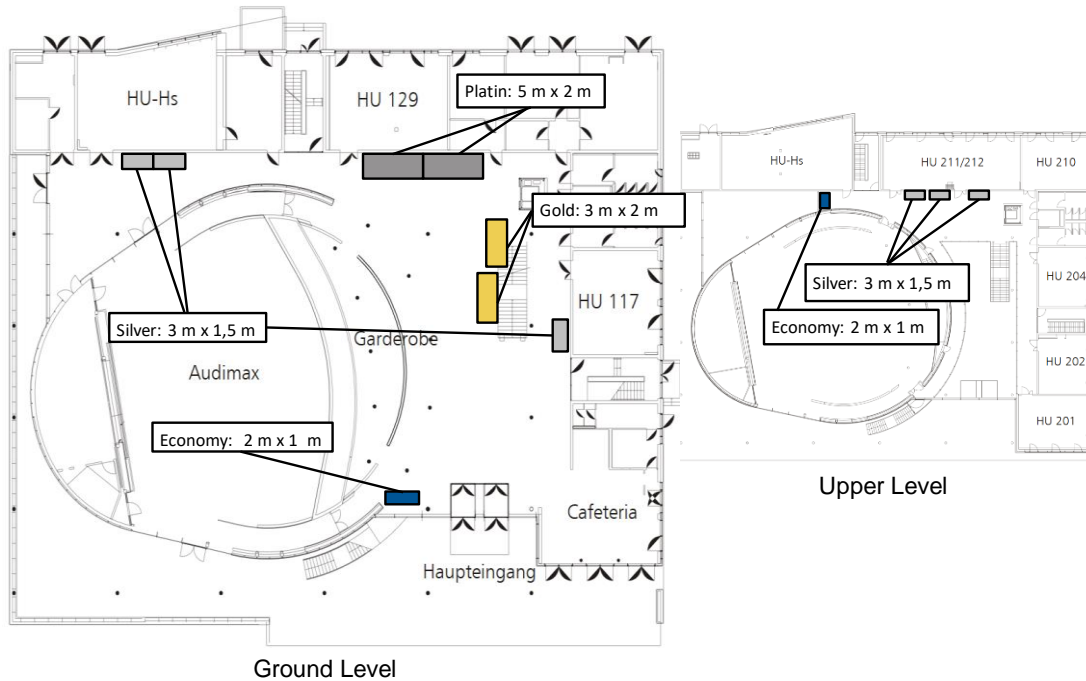 HU-Hs
HU 129
Platin: 5 m x 2 m
Gold: 3 m x 2 m
HU 117
Silver: 3 m x 1,5 m
Garderobe
Audimax
Economy: 2 m x 1 m
Cafeteria
Haupteingang
Ground Level
HU-Hs
HU 211/212
HU 210
HU 204
Silver: 3 m x 1,5 m
Economy: 2 m x 1 m
HU 202
HU 201
Upper Level